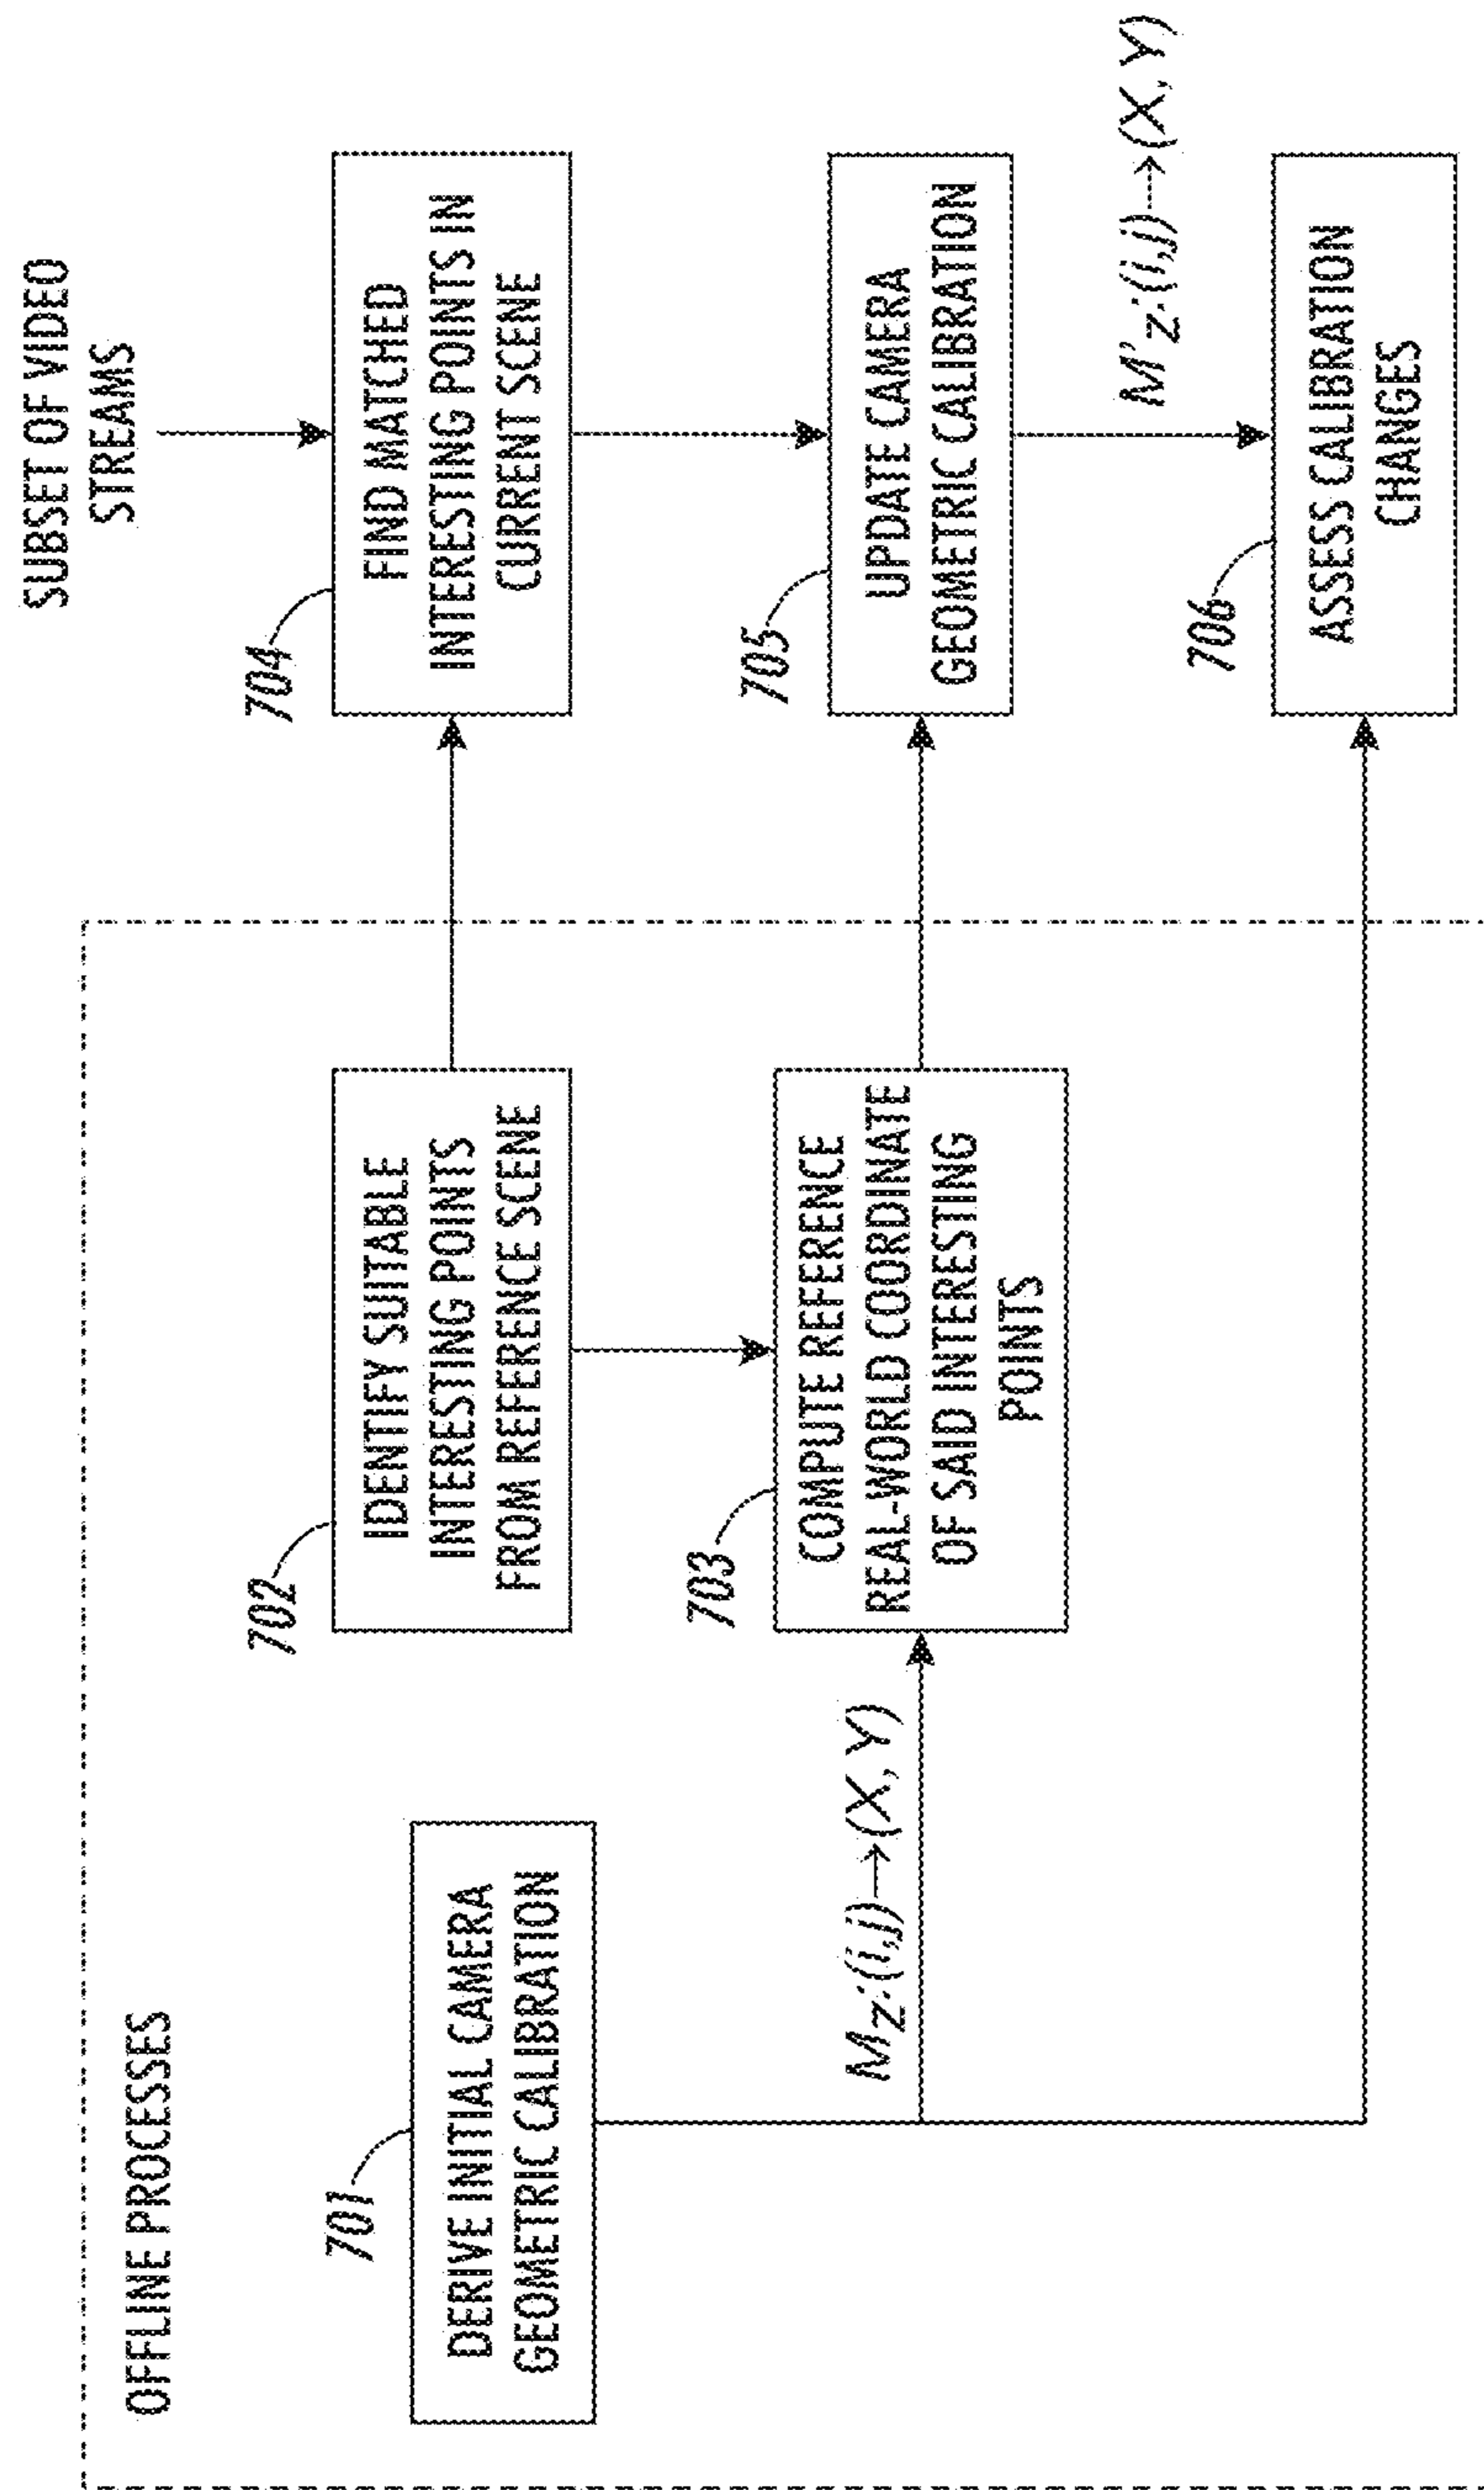 OFFLINE PROCESSES
701
DERIVE INITIAL CAMERA
GEOMETRIC CALIBRATION
702
IDENTIFY SUITABLE
INTERESTING POINTS
FROM REFERENCE SCENE
M_Z:(i,j)→(X,Y)
703
COMPUTE REFERENCE
REAL-WORLD COORDINATE
OF SAID INTERESTING
POINTS
SUBSET OF VIDEO
STREAMS
704
FIND MATCHED
INTERESTING POINTS IN
CURRENT SCENE
705
UPDATE CAMERA
GEOMETRIC CALIBRATION
M'_Z:(i,j)→(X,Y)
706
ASSESS CALIBRATION
CHANGES